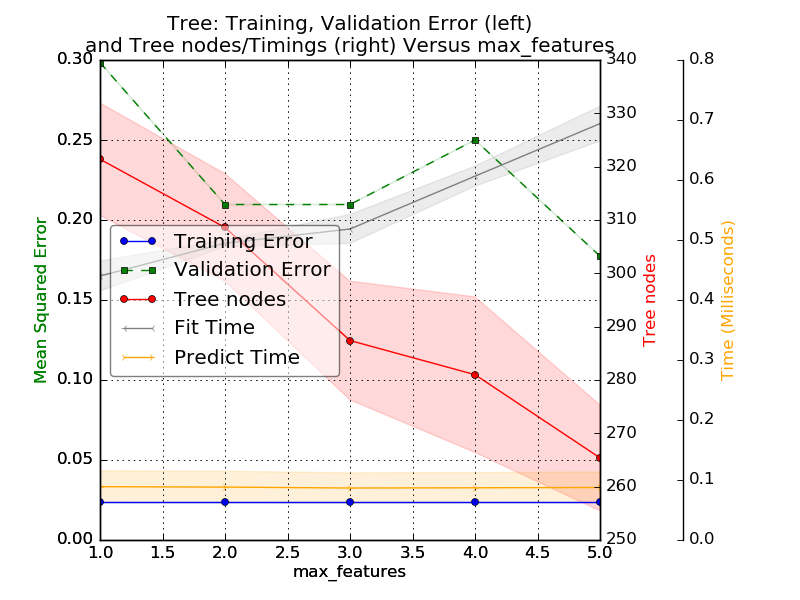 Tree: Training, Validation Error (left)
and Tree nodes/Timings (right) Versus max_features
Mean Squared Error
0.30
0.25
0.20
0.15
0.10
0.05
0.00
Training Error
Validation Error
Tree nodes
Fit Time
Predict Time
1.0 1.5 2.0 2.5 3.0 3.5 4.0 4.5 5.0
max_features
340
330
320
310
300
290
280
270
260
250
Tree nodes
0.8
0.7
0.6
0.5
0.4
0.3
0.2
0.1
0.0
Time (Milliseconds)